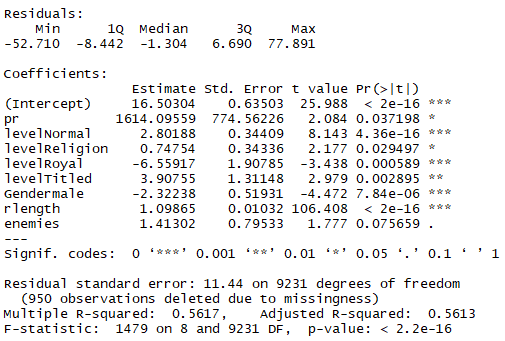 Residuals:
    Min      1Q  Median      3Q     Max
-52.710  -8.442  -1.304   6.690  77.891
Coefficients:
               Estimate Std. Error t value Pr(>|t|)
(Intercept)    16.50304    0.63503  25.988  < 2e-16 ***
pr           1614.09559  774.56226   2.084 0.037198 *
levelNormal     2.80188    0.34409   8.143 4.36e-16 ***
levelReligion   0.74754    0.34336   2.177 0.029497 *
levelRoyal     -6.55917    1.90785  -3.438 0.000589 ***
levelTitled     3.90755    1.31148   2.979 0.002895 **
Gendermale     -2.32238    0.51931  -4.472 7.84e-06 ***
rlength         1.09865    0.01032 106.408  < 2e-16 ***
enemies         1.41302    0.79533   1.777 0.075659 .
---
Signif. codes:  0 ‘***’ 0.001 ‘**’ 0.01 ‘*’ 0.05 ‘.’ 0.1 ‘ ’ 1
Residual standard error: 11.44 on 9231 degrees of freedom
  (950 observations deleted due to missingness)
Multiple R-squared:  0.5617,	Adjusted R-squared:  0.5613
F-statistic:  1479 on 8 and 9231 DF,  p-value: < 2.2e-16